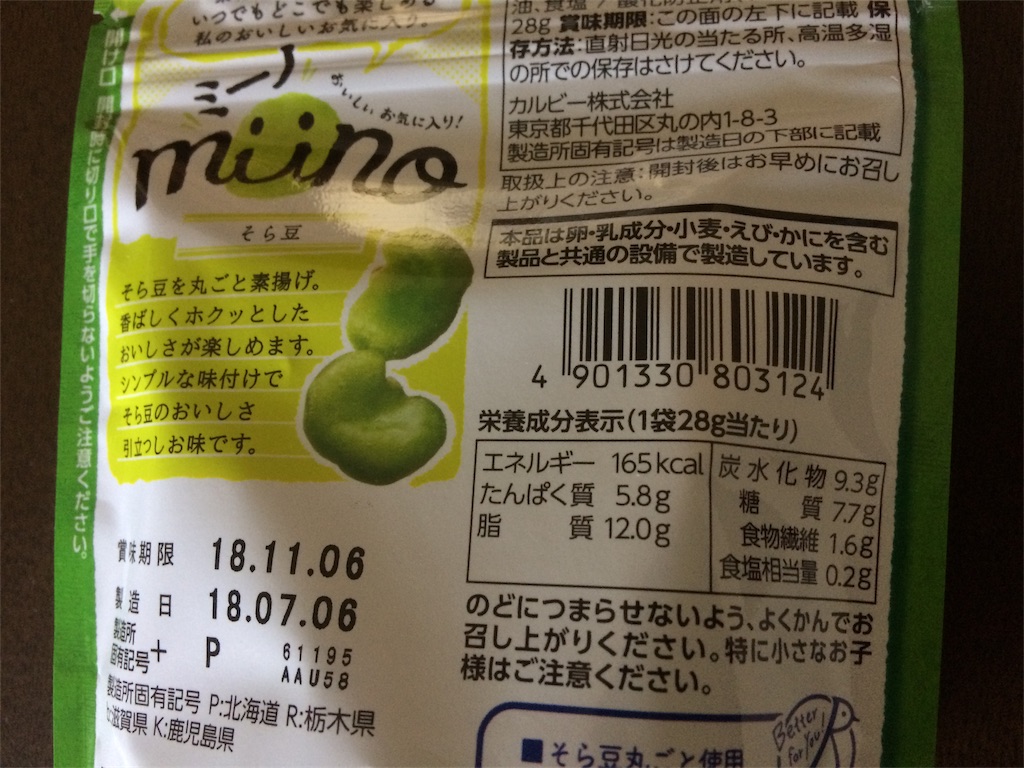 いつでもどこでも楽しめる
私のおいしいお気に入り。
ミーノ
おいしい お気に入り!
miino
そら豆
そら豆を丸ごと素揚げ。
香ばしくホクッとした
おいしさが楽しめます。
シンプルな味付けで
そら豆のおいしさ
引立つしお味です。
賞味期限 18.11.06
製造日 18.07.06
製造所
固有記号 + P 61195
AAU58
製造所固有記号 P:北海道 R:栃木県
滋賀県 K:鹿児島県
開け口 開封時に切り口で手を切らないようご注意ください。
28g 賞味期限:この面の左下に記載 保
存方法:直射日光の当たる所、高温多湿
の所での保存はさけてください。
カルビー株式会社
東京都千代田区丸の内1-8-3
製造所固有記号は製造日の下部に記載
取扱上の注意:開封後はお早めにお召し
上がりください。
本品は卵・乳成分・小麦・えび・かにを含む
製品と共通の設備で製造しています。
4 901330 803124
栄養成分表示(1袋28g当たり)
エネルギー 165kcal
たんぱく質 5.8g
脂質 12.0g
炭水化物 9.3g
糖質 7.7g
食物繊維 1.6g
食塩相当量 0.2g
のどにつまらせないよう、よくかんでお
召し上がりください。特に小さなお子
様はご注意ください。
■そら豆丸ごと使用
Better
for You!